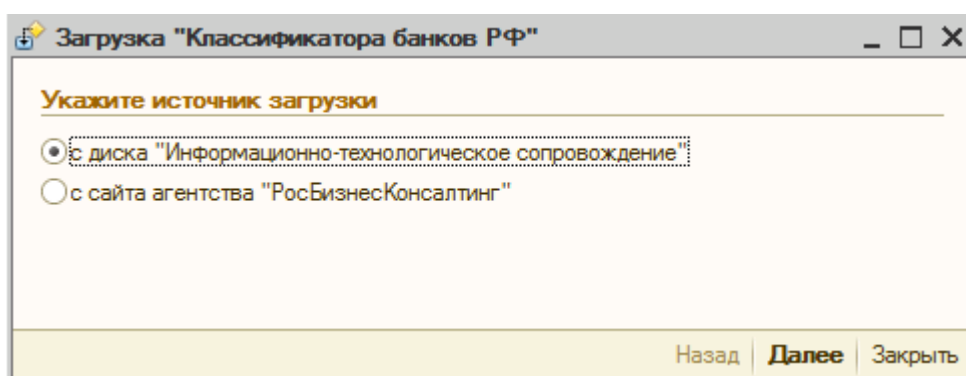 Загрузка "Классификатора банков РФ"
Укажите источник загрузки
с диска "Информационно-технологическое сопровождение"
с сайта агентства "РосБизнесКонсалтинг"
Назад Далее Закрыть